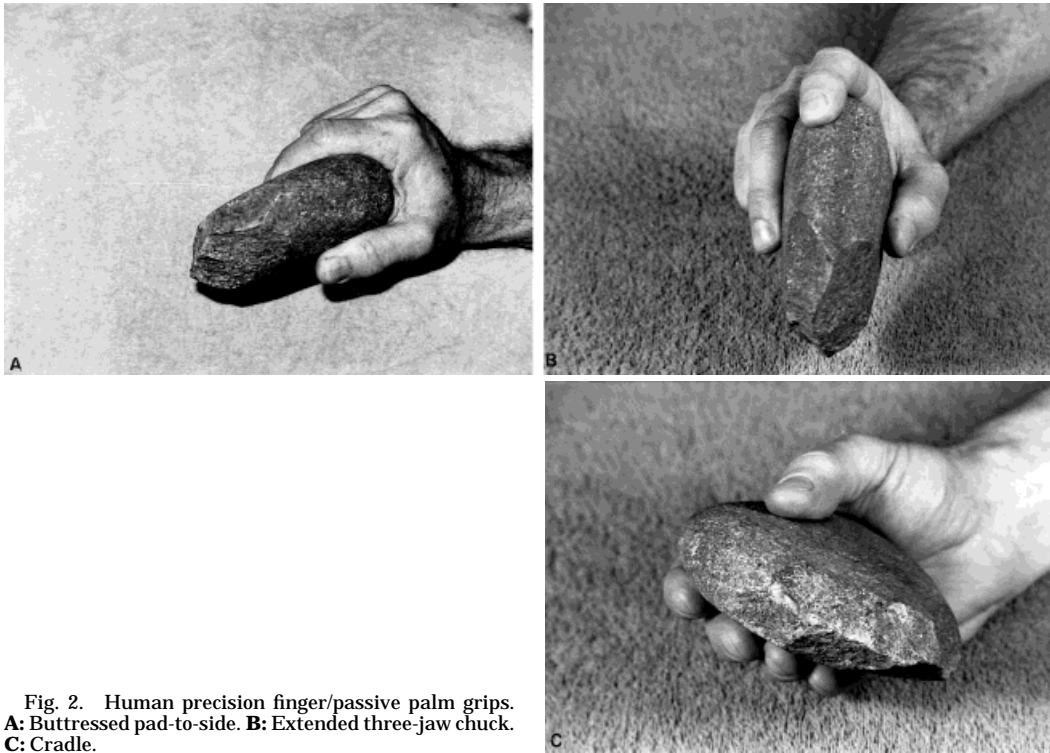 A
B
C
Fig. 2. Human precision finger/passive palm grips.
A: Buttressed pad-to-side. B: Extended three-jaw chuck.
C: Cradle.